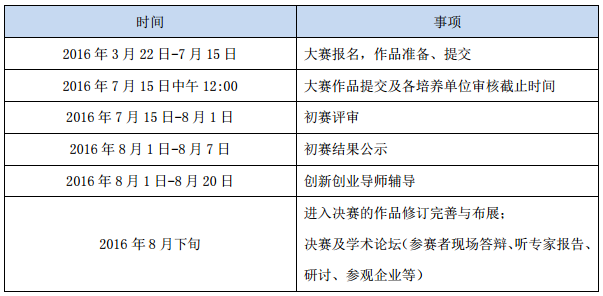 时间 事项
2016 年 3 月 22 日-7 月 15 日 大赛报名，作品准备、提交
2016 年 7 月 15 日中午 12:00 大赛作品提交及各培养单位审核截止时间
2016 年 7 月 15 日-8 月 1 日 初赛评审
2016 年 8 月 1 日-8 月 7 日 初赛结果公示
2016 年 8 月 1 日-8 月 20 日 创新创业导师辅导
2016 年 8 月下旬
进入决赛的作品修订完善与布展；
决赛及学术论坛（参赛者现场答辩、听专家报告、
研讨、参观企业等）